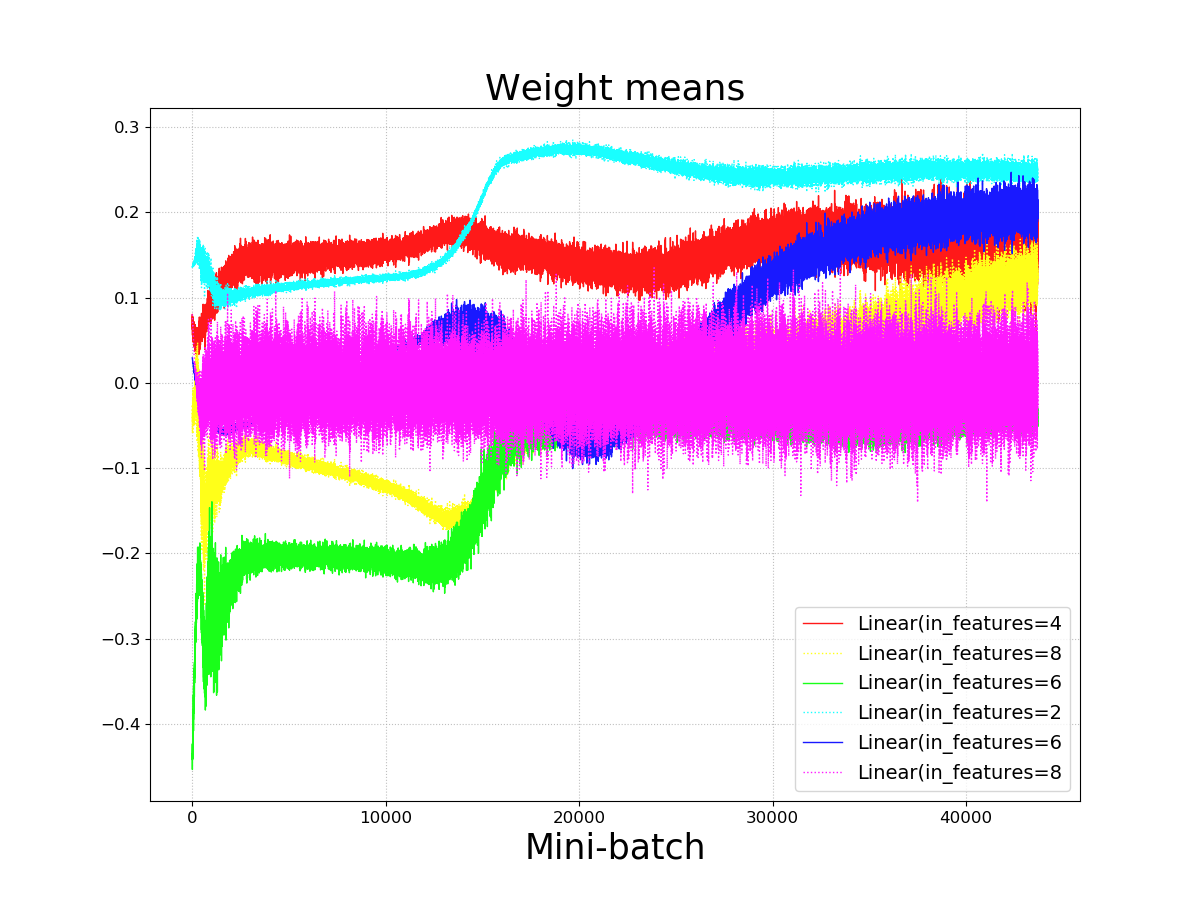 Weight means
0.3
0.2
0.1
0.0
−0.1
−0.2
−0.3
−0.4
Linear(in_features=4
Linear(in_features=8
Linear(in_features=6
Linear(in_features=2
Linear(in_features=6
Linear(in_features=8
0 10000 20000 30000 40000
Mini-batch